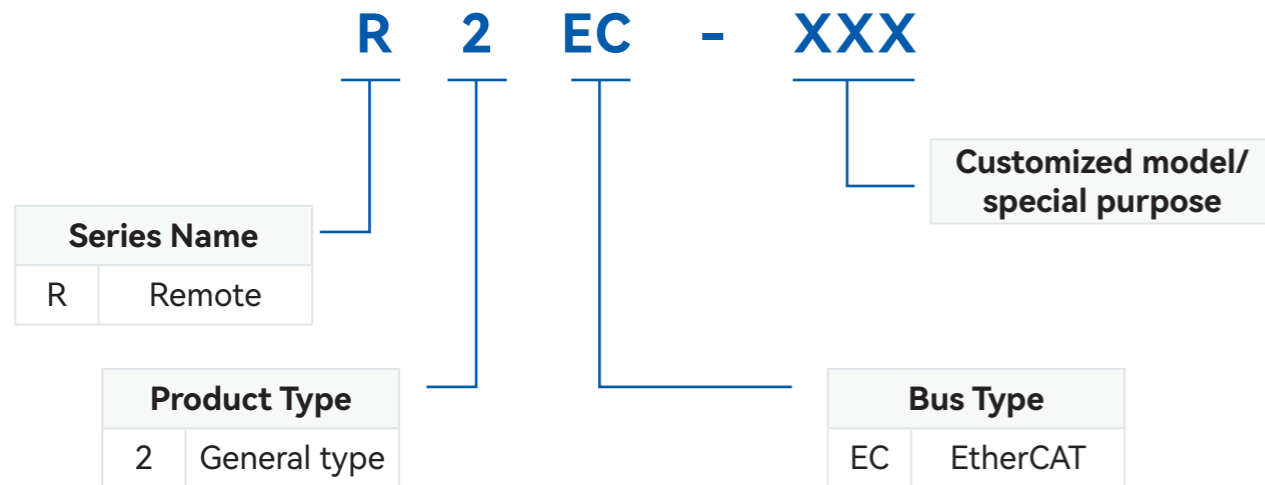 R 2 EC - XXX
Customized model/
special purpose
Series Name
R Remote
Product Type
2 General type
Bus Type
EC EtherCAT